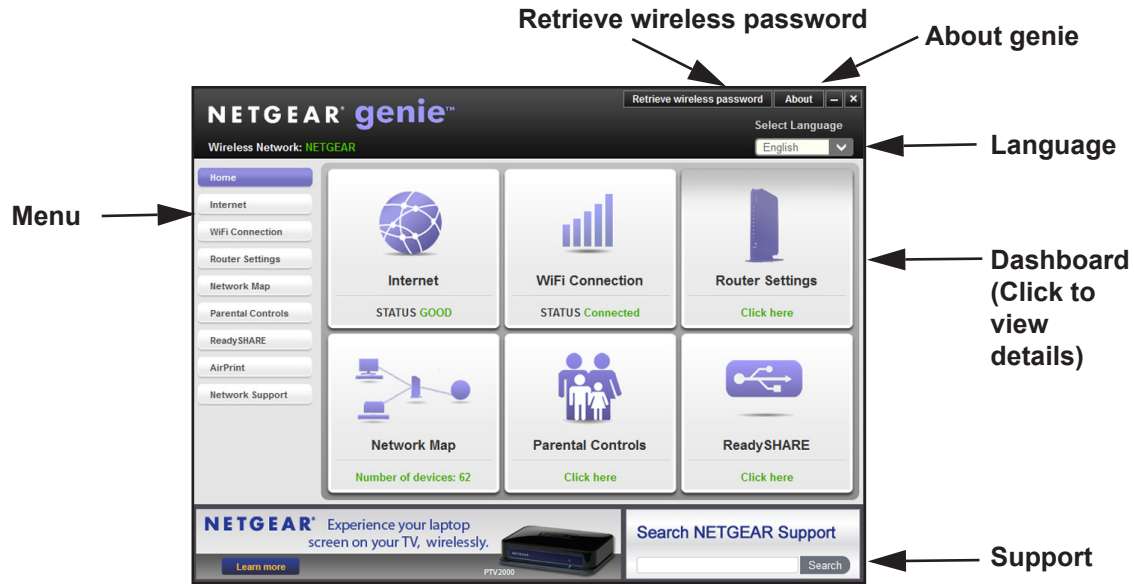 Retrieve wireless password
About genie
Retrieve wireless password About
NETGEAR® genie™
Select Language
Wireless Network: NETGEAR
English
Language
Menu
Home
Internet
WiFi Connection
Router Settings
Network Map
Parental Controls
ReadySHARE
AirPrint
Network Support
Internet
STATUS GOOD
WiFi Connection
STATUS Connected
Router Settings
Click here
Dashboard
(Click to
view
details)
Network Map
Number of devices: 62
Parental Controls
Click here
ReadySHARE
Click here
NETGEAR® Experience your laptop
screen on your TV, wirelessly.
Learn more
NETGEAR
PTV2000
Search NETGEAR Support
Search
Support